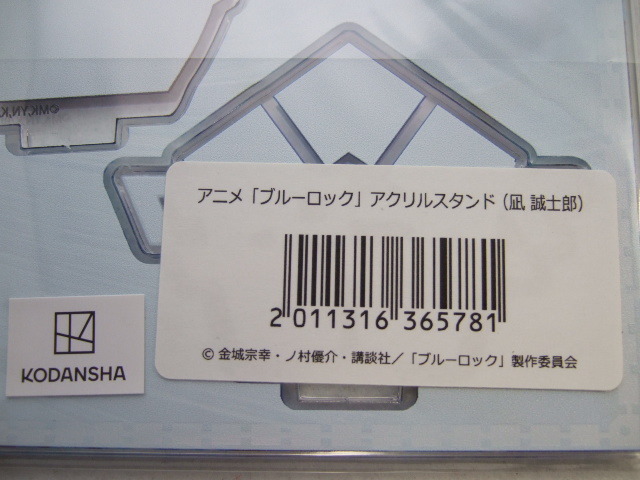 ©MK,YN,K
アニメ「ブルーロック」アクリルスタンド（凪 誠士郎）
2 011316 365781
© 金城宗幸・ノ村優介・講談社／「ブルーロック」製作委員会
KODANSHA